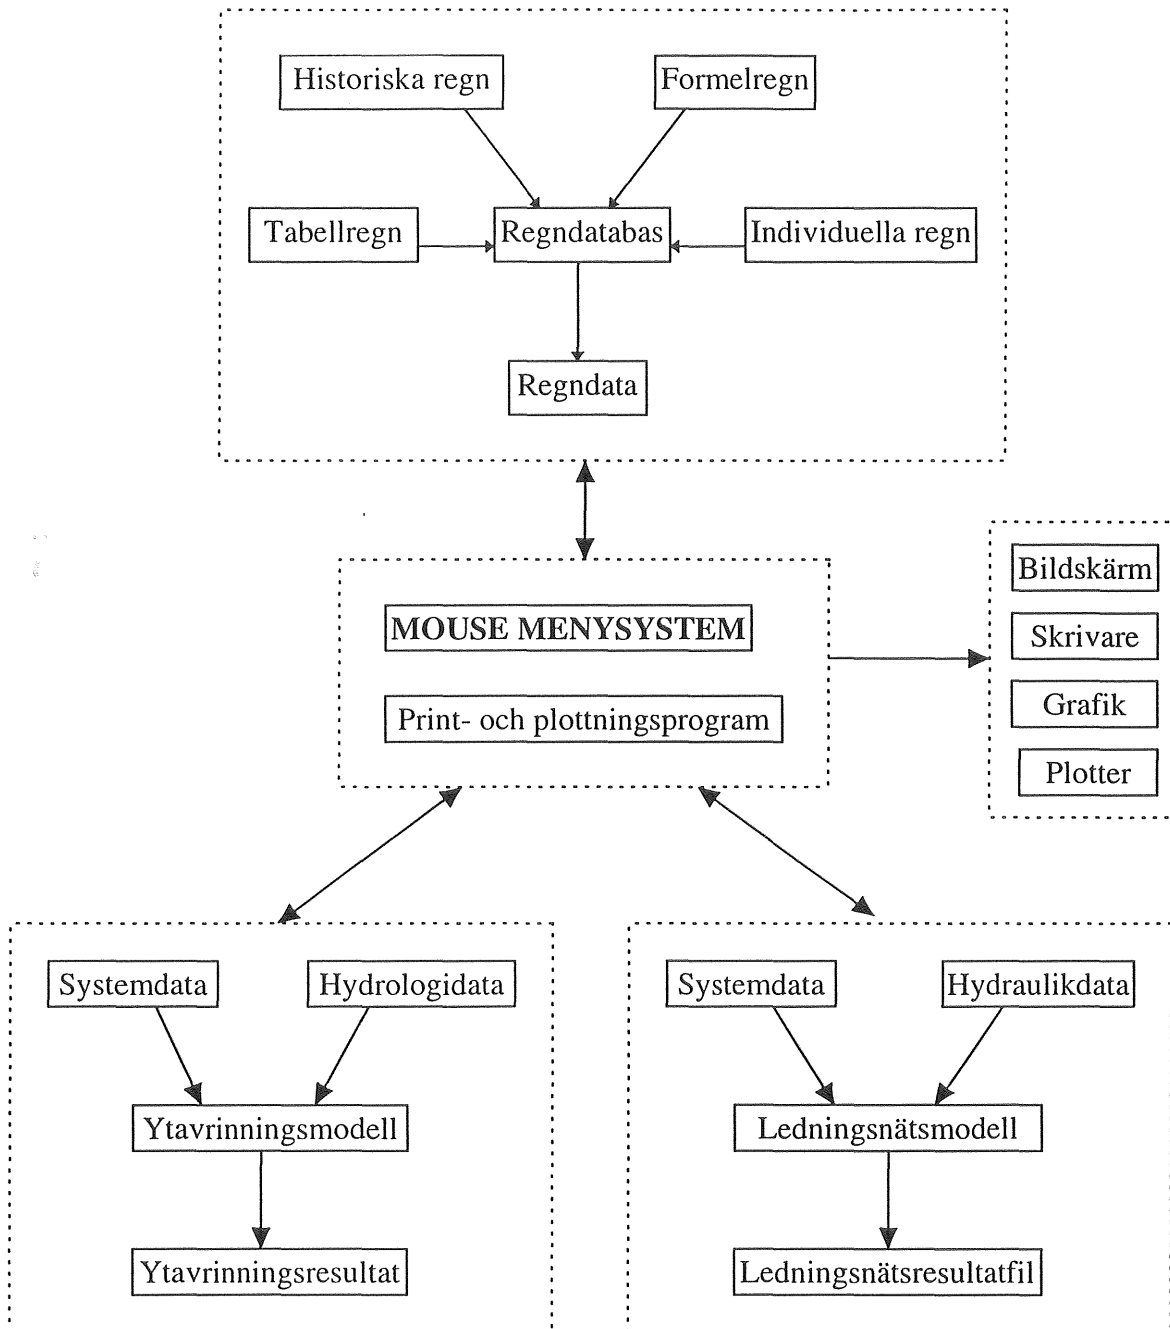 Historiska regn
Formelregn
Tabellregn
Regndatabas
Individuella regn
Regndata
MOUSE MENYSYSTEM
Print- och plottningsprogram
Bildskärm
Skrivare
Grafik
Plotter
Systemdata
Hydrologidata
Ytavrinningsmodell
Ytavrinningsresultat
Systemdata
Hydraulikdata
Ledningsnätsmodell
Ledningsnätsresultatfil